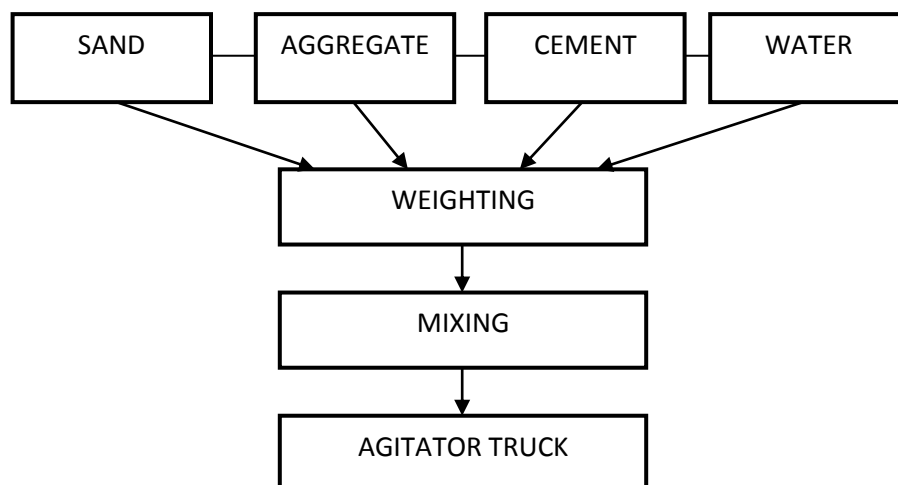 SAND
AGGREGATE
CEMENT
WATER
WEIGHTING
MIXING
AGITATOR TRUCK